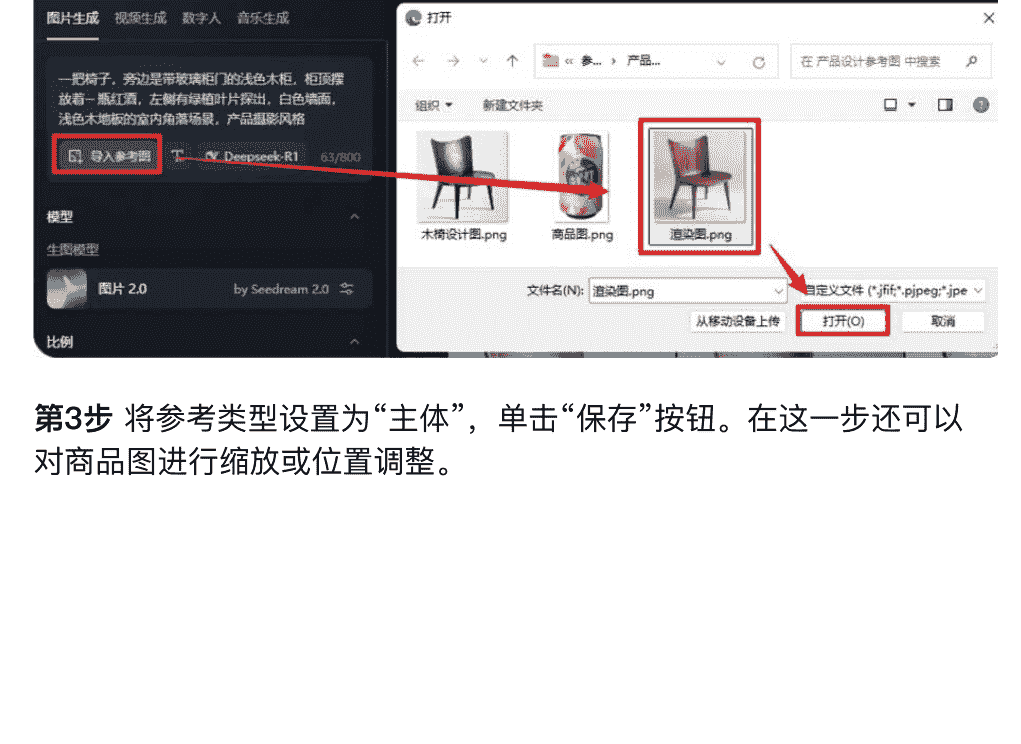 图片生成 视频生成 数字人 音乐生成
一把椅子，旁边是带玻璃柜门的浅色木柜，柜顶摆
放着一瓶红酒，左侧有绿植叶片探出，白色墙面，
浅色木地板的室内角落场景，产品摄影风格
导入参考图 Deepseek-R1 63/800
模型
生图模型
图片 2.0 by Seedream 2.0
比例
打开
« 参... › 产品...
在 产品设计参考图 中搜索
组织 新建文件夹
木椅设计图.png 商品图.png 渲染图.png
文件名(N): 渲染图.png 自定义文件 (*.jfif;*.pjpeg;*.jpe
从移动设备上传 打开(O) 取消
第3步 将参考类型设置为“主体”，单击“保存”按钮。在这一步还可以
对商品图进行缩放或位置调整。